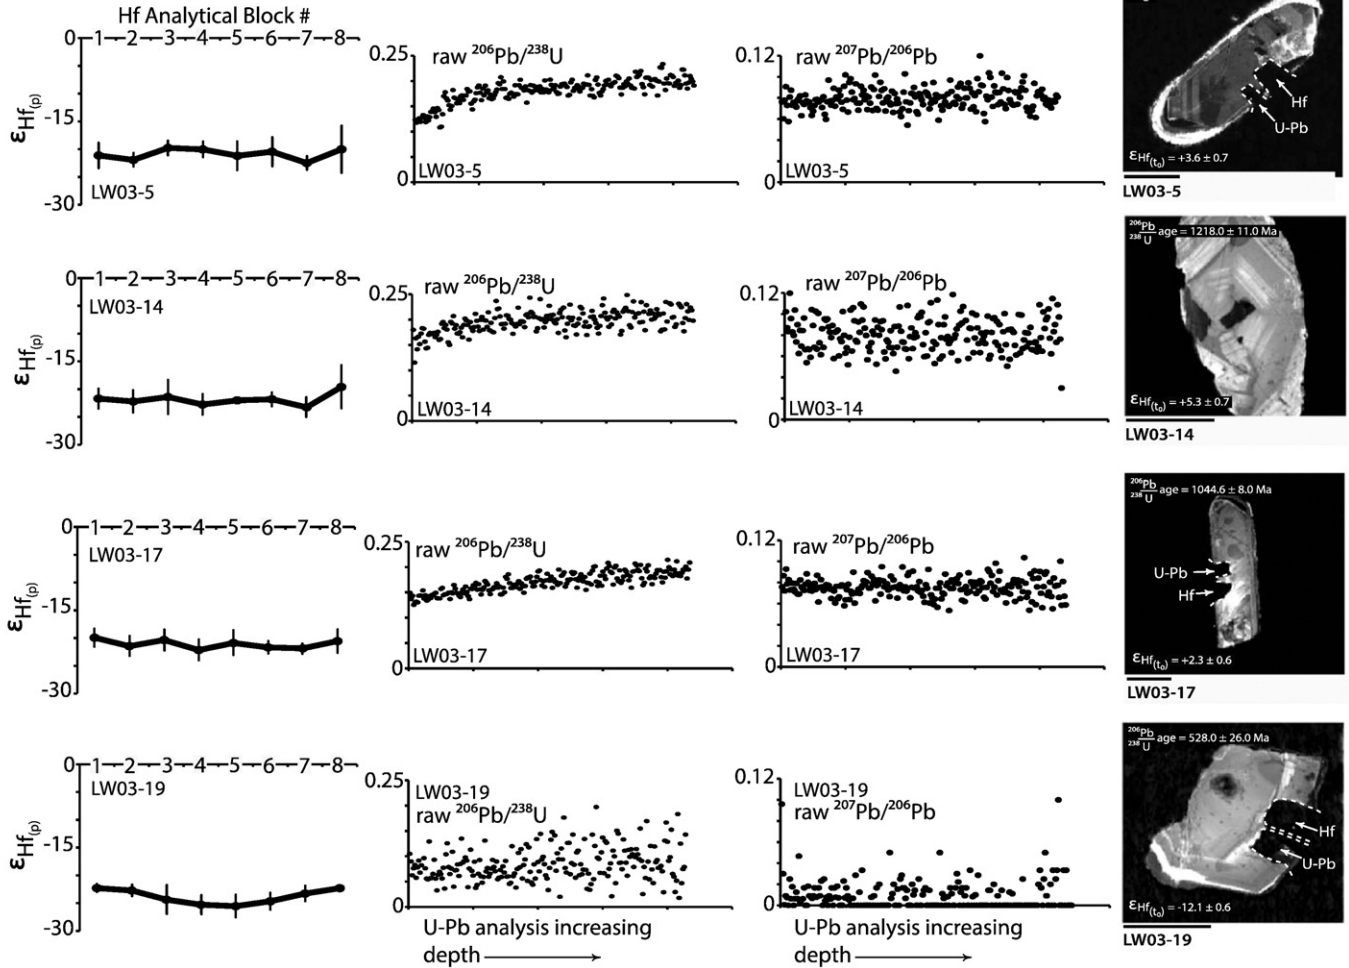 Hf Analytical Block #
0 1 2 3 4 5 6 7 8
-15
-30
εHf(p)
LW03-5
0.25
0
raw 206Pb/238U
LW03-5
0.12
0
raw 207Pb/206Pb
LW03-5
Hf
U-Pb
εHf(t0) = +3.6 ± 0.7
LW03-5
0 1 2 3 4 5 6 7 8
LW03-14
-15
-30
εHf(p)
0.25
0
raw 206Pb/238U
LW03-14
0.12
0
raw 207Pb/206Pb
LW03-14
206Pb/238U age = 1218.0 ± 11.0 Ma
εHf(t0) = +5.3 ± 0.7
LW03-14
0 1 2 3 4 5 6 7 8
LW03-17
-15
-30
εHf(p)
0.25
0
raw 206Pb/238U
LW03-17
0.12
0
raw 207Pb/206Pb
LW03-17
206Pb/238U age = 1044.6 ± 8.0 Ma
U-Pb
Hf
εHf(t0) = +2.3 ± 0.6
LW03-17
0 1 2 3 4 5 6 7 8
LW03-19
-15
-30
εHf(p)
0.25
0
LW03-19
raw 206Pb/238U
U-Pb analysis increasing
depth
0.12
0
LW03-19
raw 207Pb/206Pb
U-Pb analysis increasing
depth
206Pb/238U age = 528.0 ± 26.0 Ma
Hf
U-Pb
εHf(t0) = -12.1 ± 0.6
LW03-19